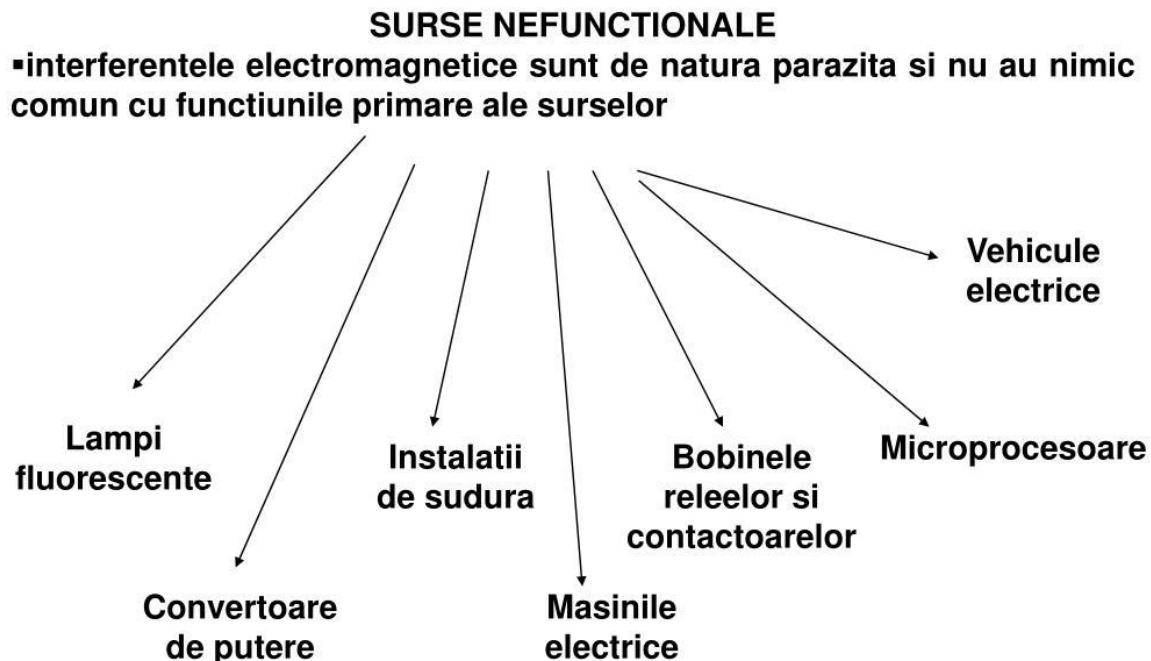 SURSE NEFUNCTIONALE
▪interferentele electromagnetice sunt de natura parazita si nu au nimic
comun cu functiunile primare ale surselor
Vehicule
electrice
Lampi
fluorescente
Instalatii
de sudura
Bobinele
releelor si
contactoarelor
Microprocesoare
Convertoare
de putere
Masinile
electrice